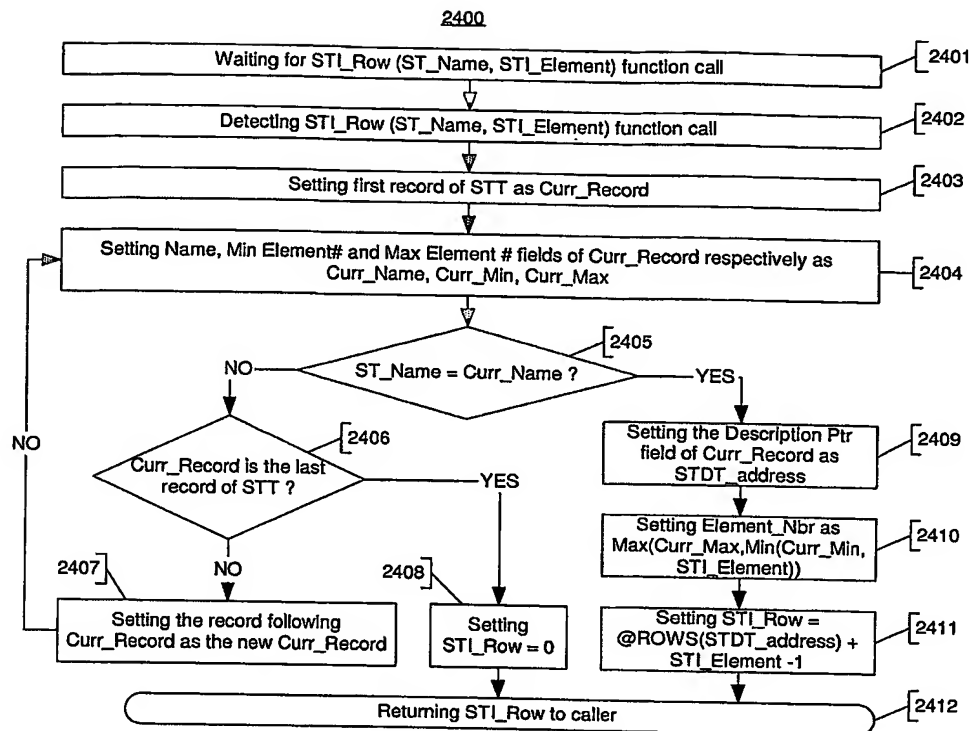 2400
Waiting for STI_Row (ST_Name, STI_Element) function call
2401
Detecting STI_Row (ST_Name, STI_Element) function call
2402
Setting first record of STT as Curr_Record
2403
Setting Name, Min Element# and Max Element # fields of Curr_Record respectively as
Curr_Name, Curr_Min, Curr_Max
2404
2405
ST_Name = Curr_Name ?
NO
YES
NO
2406
Curr_Record is the last
record of STT ?
YES
Setting the Description Ptr
field of Curr_Record as
STDT_address
2409
Setting Element_Nbr as
Max(Curr_Max,Min(Curr_Min,
STI_Element))
2410
NO
2407
Setting the record following
Curr_Record as the new Curr_Record
2408
Setting
STI_Row = 0
Setting STI_Row =
@ROWS(STDT_address) +
STI_Element -1
2411
Returning STI_Row to caller
2412